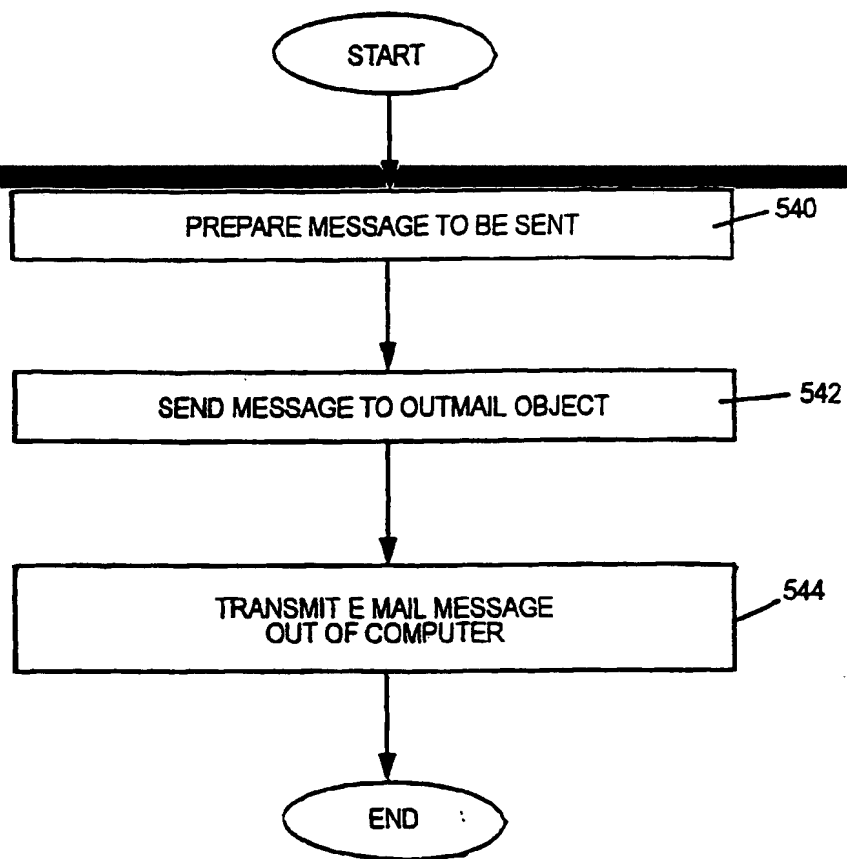 START
PREPARE MESSAGE TO BE SENT
540
SEND MESSAGE TO OUTMAIL OBJECT
542
TRANSMIT E MAIL MESSAGE
OUT OF COMPUTER
544
END